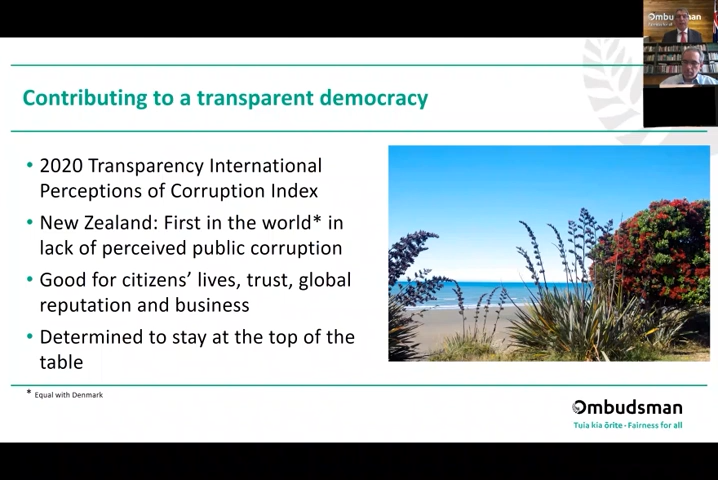 Ombudsman
Contributing to a transparent democracy
• 2020 Transparency International
Perceptions of Corruption Index
• New Zealand: First in the world* in
lack of perceived public corruption
• Good for citizens' lives, trust, global
reputation and business
• Determined to stay at the top of the
table
* Equal with Denmark
Ombudsman
Tuia kia ōrite - Fairness for all